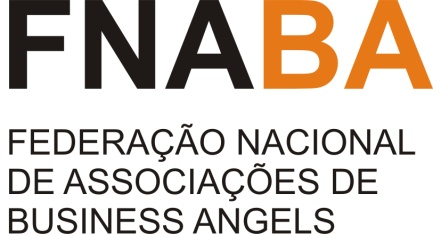 FNABA
FEDERAÇÃO NACIONAL
DE ASSOCIAÇÕES DE
BUSINESS ANGELS